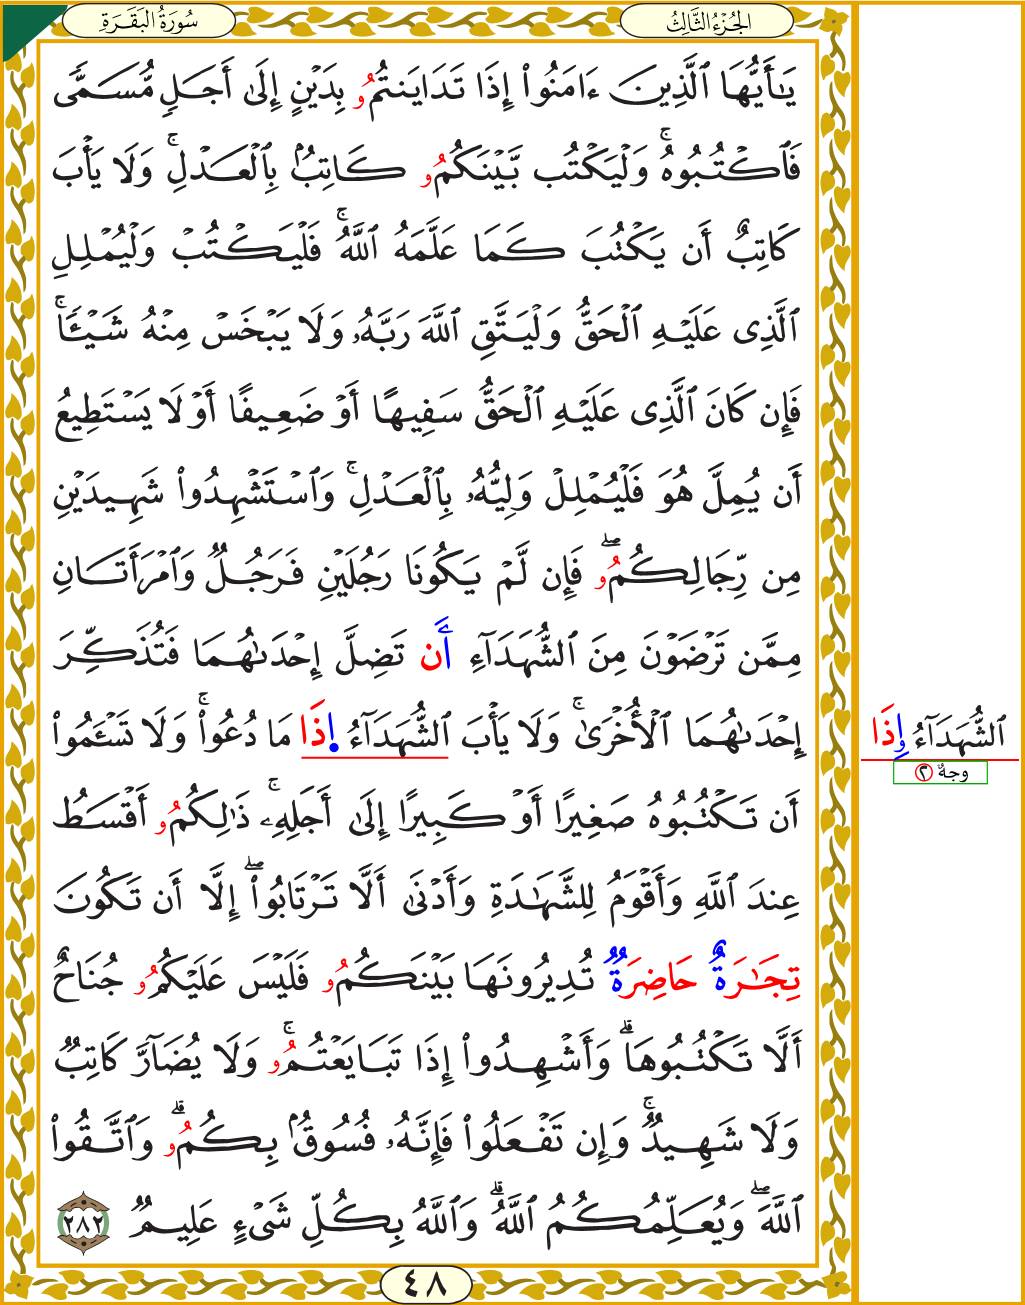 الجُزْءُ الثَّالِثُ
سُورَةُ البَقَرَةِ
يَٰٓأَيُّهَا ٱلَّذِينَ ءَامَنُوٓا۟ إِذَا تَدَايَنتُمُۥ بِدَيْنٍ إِلَىٰٓ أَجَلٍۢ مُّسَمًّۭى
فَٱكْتُبُوهُ ۚ وَلْيَكْتُب بَّيْنَكُمُۥ كَاتِبٌۢ بِٱلْعَدْلِ ۚ وَلَا يَأْبَ
كَاتِبٌ أَن يَكْتُبَ كَمَا عَلَّمَهُ ٱللَّهُ ۚ فَلْيَكْتُبْ وَلْيُمْلِلِ
ٱلَّذِى عَلَيْهِ ٱلْحَقُّ وَلْيَتَّقِ ٱللَّهَ رَبَّهُۥ وَلَا يَبْخَسْ مِنْهُ شَيْـًۭٔا ۚ
فَإِن كَانَ ٱلَّذِى عَلَيْهِ ٱلْحَقُّ سَفِيهًا أَوْ ضَعِيفًا أَوْ لَا يَسْتَطِيعُ
أَن يُمِلَّ هُوَ فَلْيُمْلِلْ وَلِيُّهُۥ بِٱلْعَدْلِ ۚ وَٱسْتَشْهِدُوا۟ شَهِيدَيْنِ
مِن رِّجَالِكُمُۥ ۖ فَإِن لَّمْ يَكُونَا رَجُلَيْنِ فَرَجُلٌۭ وَٱمْرَأَتَانِ
مِمَّن تَرْضَوْنَ مِنَ ٱلشُّهَدَآءِ أَن تَضِلَّ إِحْدَىٰهُمَا فَتُذَكِّرَ
إِحْدَىٰهُمَا ٱلْأُخْرَىٰ ۚ وَلَا يَأْبَ ٱلشُّهَدَآءُ إِذَا مَا دُعُوا۟ ۚ وَلَا تَسْـَٔمُوٓا۟
أَن تَكْتُبُوهُ صَغِيرًا أَوْ كَبِيرًا إِلَىٰٓ أَجَلِهِۦ ۚ ذَٰلِكُمُۥ أَقْسَطُ
عِندَ ٱللَّهِ وَأَقْوَمُ لِلشَّهَٰدَةِ وَأَدْنَىٰٓ أَلَّا تَرْتَابُوٓا۟ ۖ إِلَّآ أَن تَكُونَ
تِجَٰرَةٌ حَاضِرَةٌۭ تُدِيرُونَهَا بَيْنَكُمُۥ فَلَيْسَ عَلَيْكُمُۥ جُنَاحٌ
أَلَّا تَكْتُبُوهَا ۗ وَأَشْهِدُوٓا۟ إِذَا تَبَايَعْتُمُۥ ۚ وَلَا يُضَآرَّ كَاتِبٌۭ
وَلَا شَهِيدٌۭ ۚ وَإِن تَفْعَلُوا۟ فَإِنَّهُۥ فُسُوقٌۢ بِكُمُۥ ۗ وَٱتَّقُوا۟
ٱللَّهَ ۖ وَيُعَلِّمُكُمُ ٱللَّهُ ۗ وَٱللَّهُ بِكُلِّ شَىْءٍ عَلِيمٌۭ ٢٨٢
ٱلشُّهَدَآءُ وِذَا
وجهٌ ٢
٤٨